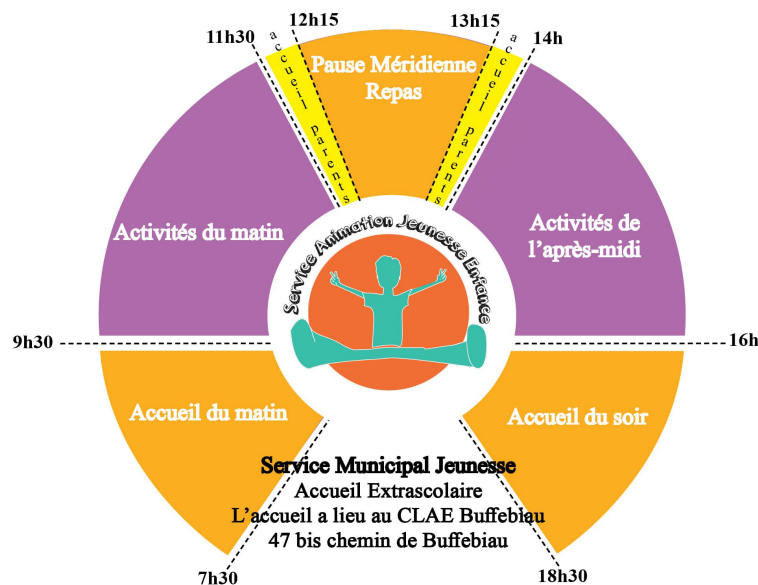 12h15
13h15
11h30
14h
accueil parents
Pause Méridienne
Repas
accueil parents
Activités du matin
Activités de
l'après-midi
Service Animation Jeunesse Enfance
9h30
16h
Accueil du matin
Accueil du soir
Service Municipal Jeunesse
Accueil Extrascolaire
L'accueil a lieu au CLAE Buffebiau
47 bis chemin de Buffebiau
7h30
18h30